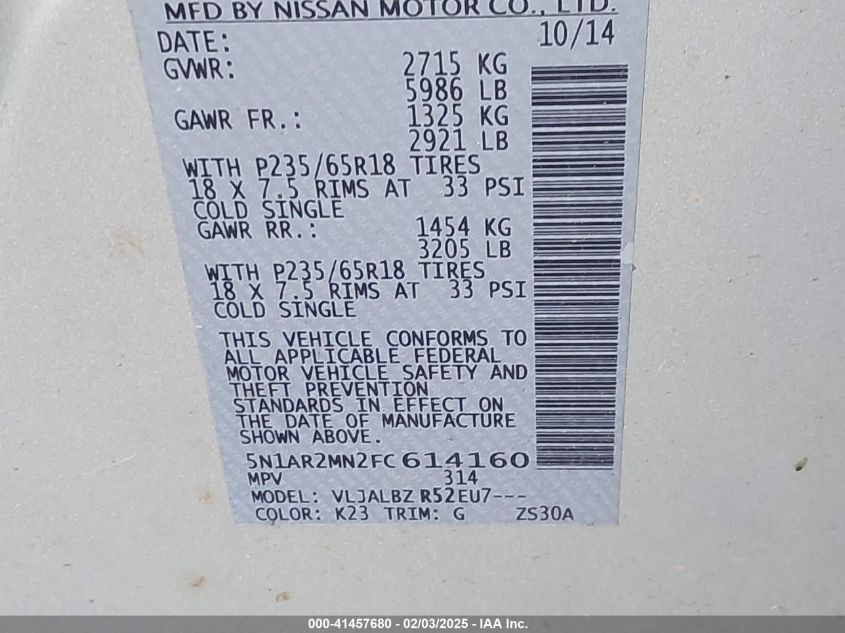 MFD BY NISSAN MOTOR CO., LTD.
DATE: 10/14
GVWR: 2715 KG
5986 LB
GAWR FR.: 1325 KG
2921 LB
WITH P235/65R18 TIRES
18 X 7.5 RIMS AT 33 PSI
COLD SINGLE
GAWR RR.: 1454 KG
3205 LB
WITH P235/65R18 TIRES
18 X 7.5 RIMS AT 33 PSI
COLD SINGLE
THIS VEHICLE CONFORMS TO
ALL APPLICABLE FEDERAL
MOTOR VEHICLE SAFETY AND
THEFT PREVENTION
STANDARDS IN EFFECT ON
THE DATE OF MANUFACTURE
SHOWN ABOVE.
5N1AR2MN2FC614160
MPV 314
MODEL: VLJALBZ R52EU7---
COLOR: K23 TRIM: G ZS30A
000-41457680 - 02/03/2025 - IAA Inc.